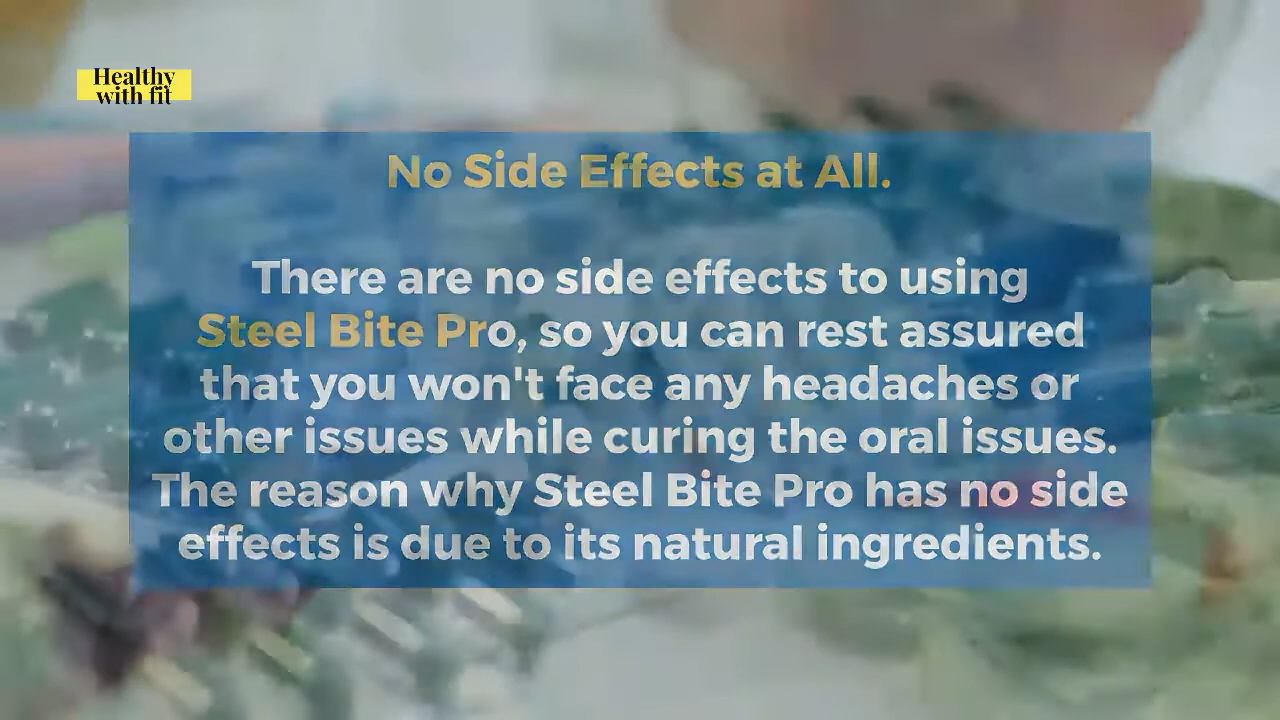 Healthy
with fit
No Side Effects at All.
There are no side effects to using
Steel Bite Pro, so you can rest assured
that you won't face any headaches or
other issues while curing the oral issues.
The reason why Steel Bite Pro has no side
effects is due to its natural ingredients.